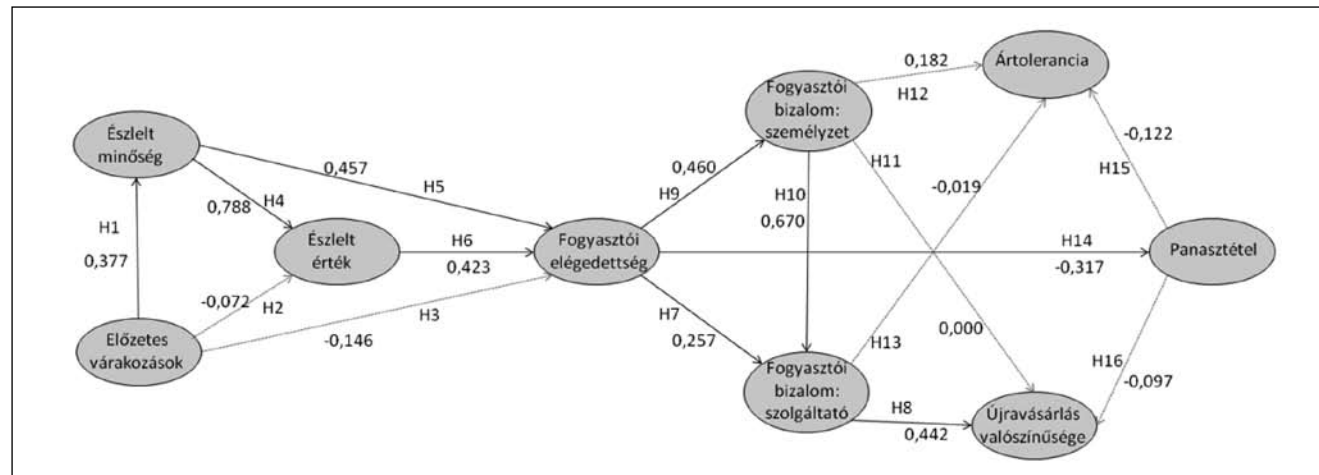 Észlelt
minőség
H1
0,377
Előzetes
várakozások
0,457
H5
H4
0,788
-0,072
H2
Észlelt
érték
H6
0,423
H3
-0,146
Fogyasztói
elégedettség
H9
0,460
H7
0,257
Fogyasztói
bizalom:
személyzet
H10
0,670
Fogyasztói
bizalom:
szolgáltató
0,182
H12
H11
-0,019
H13
0,000
H8
0,442
Ártolerancia
-0,122
H15
H14
-0,317
Panasztétel
H16
-0,097
Újravásárlás
valószínűsége